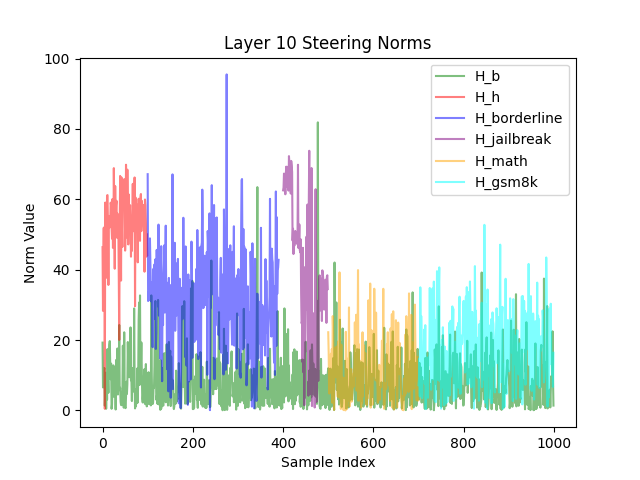 Layer 10 Steering Norms
100
80
60
40
20
0
Norm Value
0
200
400
600
800
1000
Sample Index
H_b
H_h
H_borderline
H_jailbreak
H_math
H_gsm8k